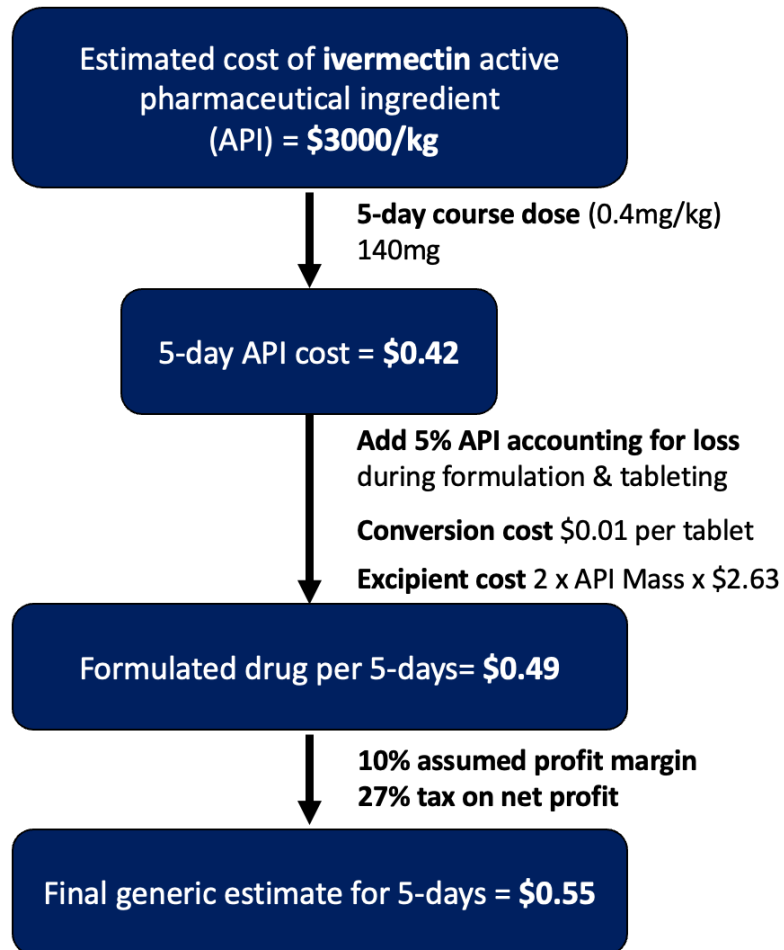 Estimated cost of ivermectin active
pharmaceutical ingredient
(API) = $3000/kg
5-day course dose (0.4mg/kg)
140mg
5-day API cost = $0.42
Add 5% API accounting for loss
during formulation & tableting
Conversion cost $0.01 per tablet
Excipient cost 2 x API Mass x $2.63
Formulated drug per 5-days= $0.49
10% assumed profit margin
27% tax on net profit
Final generic estimate for 5-days = $0.55